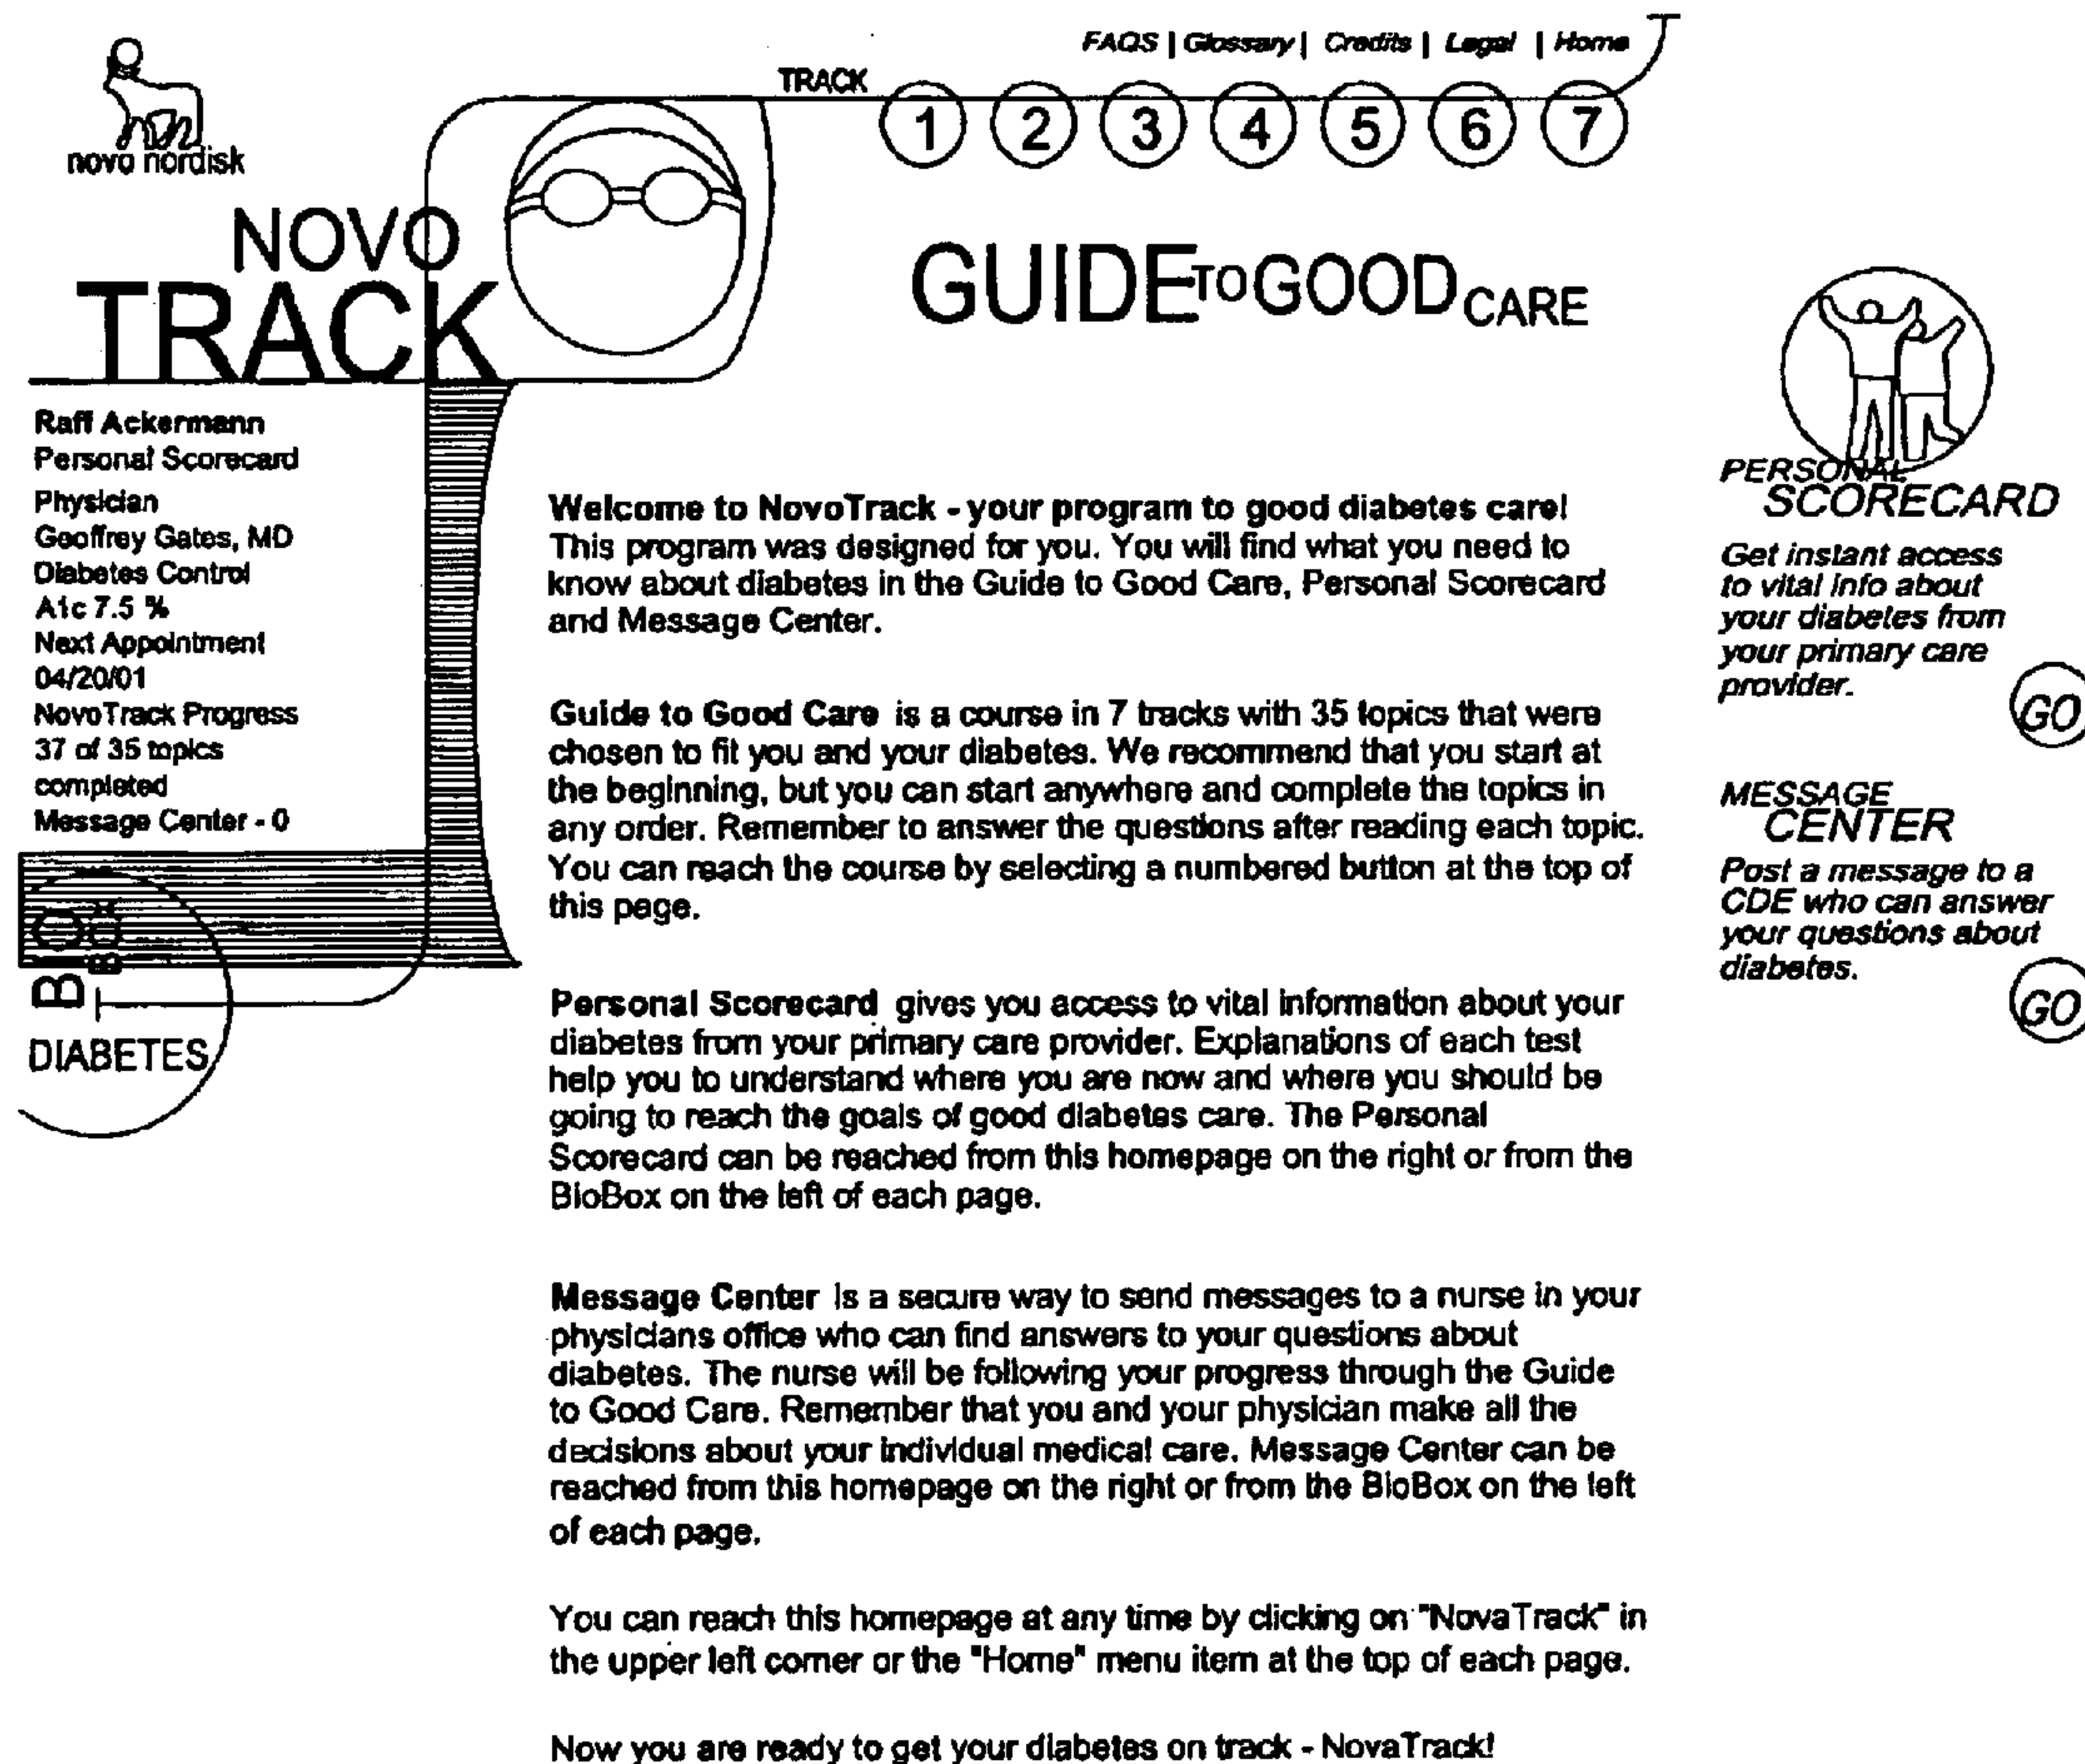 FAQS | Glossary | Credits | Legal | Home
TRACK
1 2 3 4 5 6 7
novo nordisk
NOVO
TRACK
GUIDE TO GOOD CARE
Raff Ackermann
Personal Scorecard
Physician
Geoffrey Gates, MD
Diabetes Control
A1c 7.5 %
Next Appointment
04/20/01
NovoTrack Progress
37 of 35 topics
completed
Message Center - 0
BIO
BOX
DIABETES
Welcome to NovoTrack - your program to good diabetes care!
This program was designed for you. You will find what you need to
know about diabetes in the Guide to Good Care, Personal Scorecard
and Message Center.
Guide to Good Care is a course in 7 tracks with 35 topics that were
chosen to fit you and your diabetes. We recommend that you start at
the beginning, but you can start anywhere and complete the topics in
any order. Remember to answer the questions after reading each topic.
You can reach the course by selecting a numbered button at the top of
this page.
Personal Scorecard gives you access to vital information about your
diabetes from your primary care provider. Explanations of each test
help you to understand where you are now and where you should be
going to reach the goals of good diabetes care. The Personal
Scorecard can be reached from this homepage on the right or from the
BioBox on the left of each page.
Message Center is a secure way to send messages to a nurse in your
physicians office who can find answers to your questions about
diabetes. The nurse will be following your progress through the Guide
to Good Care. Remember that you and your physician make all the
decisions about your individual medical care. Message Center can be
reached from this homepage on the right or from the BioBox on the left
of each page.
You can reach this homepage at any time by clicking on "NovaTrack" in
the upper left corner or the "Home" menu item at the top of each page.
Now you are ready to get your diabetes on track - NovaTrack!
PERSONAL
SCORECARD
Get instant access
to vital info about
your diabetes from
your primary care
provider.
GO
MESSAGE
CENTER
Post a message to a
CDE who can answer
your questions about
diabetes.
GO